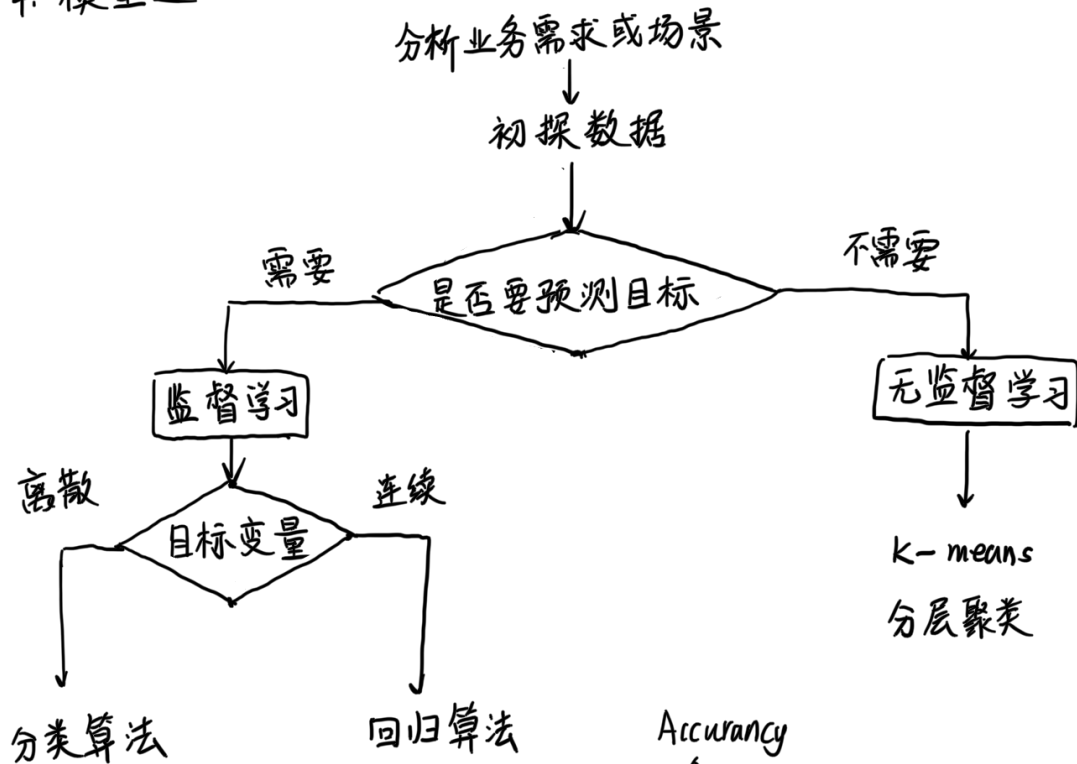 模型
分析业务需求或场景
初探数据
需要
不需要
是否要预测目标
监督学习
无监督学习
离散
连续
目标变量
K-means
分层聚类
分类算法
回归算法
Accurancy